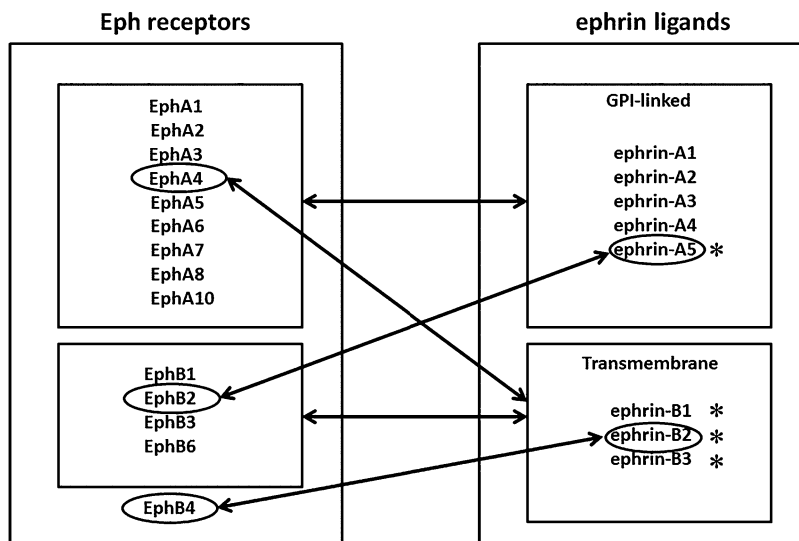 Eph receptors
EphA1
EphA2
EphA3
EphA4
EphA5
EphA6
EphA7
EphA8
EphA10
EphB1
EphB2
EphB3
EphB6
EphB4
ephrin ligands
GPI-linked
ephrin-A1
ephrin-A2
ephrin-A3
ephrin-A4
ephrin-A5 *
Transmembrane
ephrin-B1 *
ephrin-B2 *
ephrin-B3 *